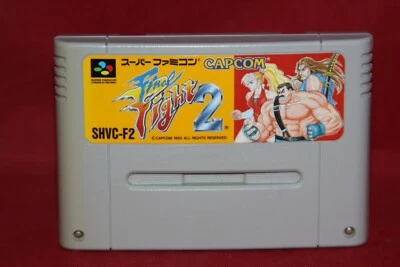 スーパーファミコン CAPCOM
Final
Fight 2
SHVC-F2
©CAPCOM 1993 ALL RIGHTS RESERVED